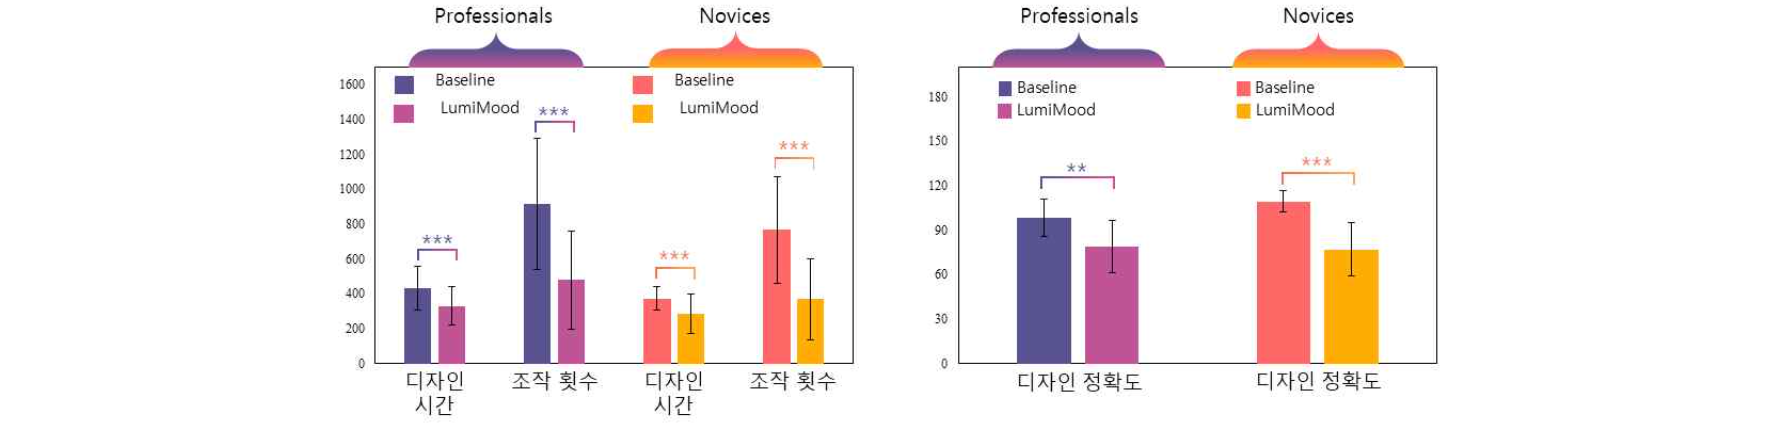 Professionals
Novices
Baseline
LumiMood
Baseline
LumiMood
1600
1400
1200
1000
800
600
400
200
0
***
***
***
***
디자인
시간
조작 횟수
디자인
시간
조작 횟수
Professionals
Novices
Baseline
LumiMood
Baseline
LumiMood
180
150
120
90
60
30
0
**
***
디자인 정확도
디자인 정확도